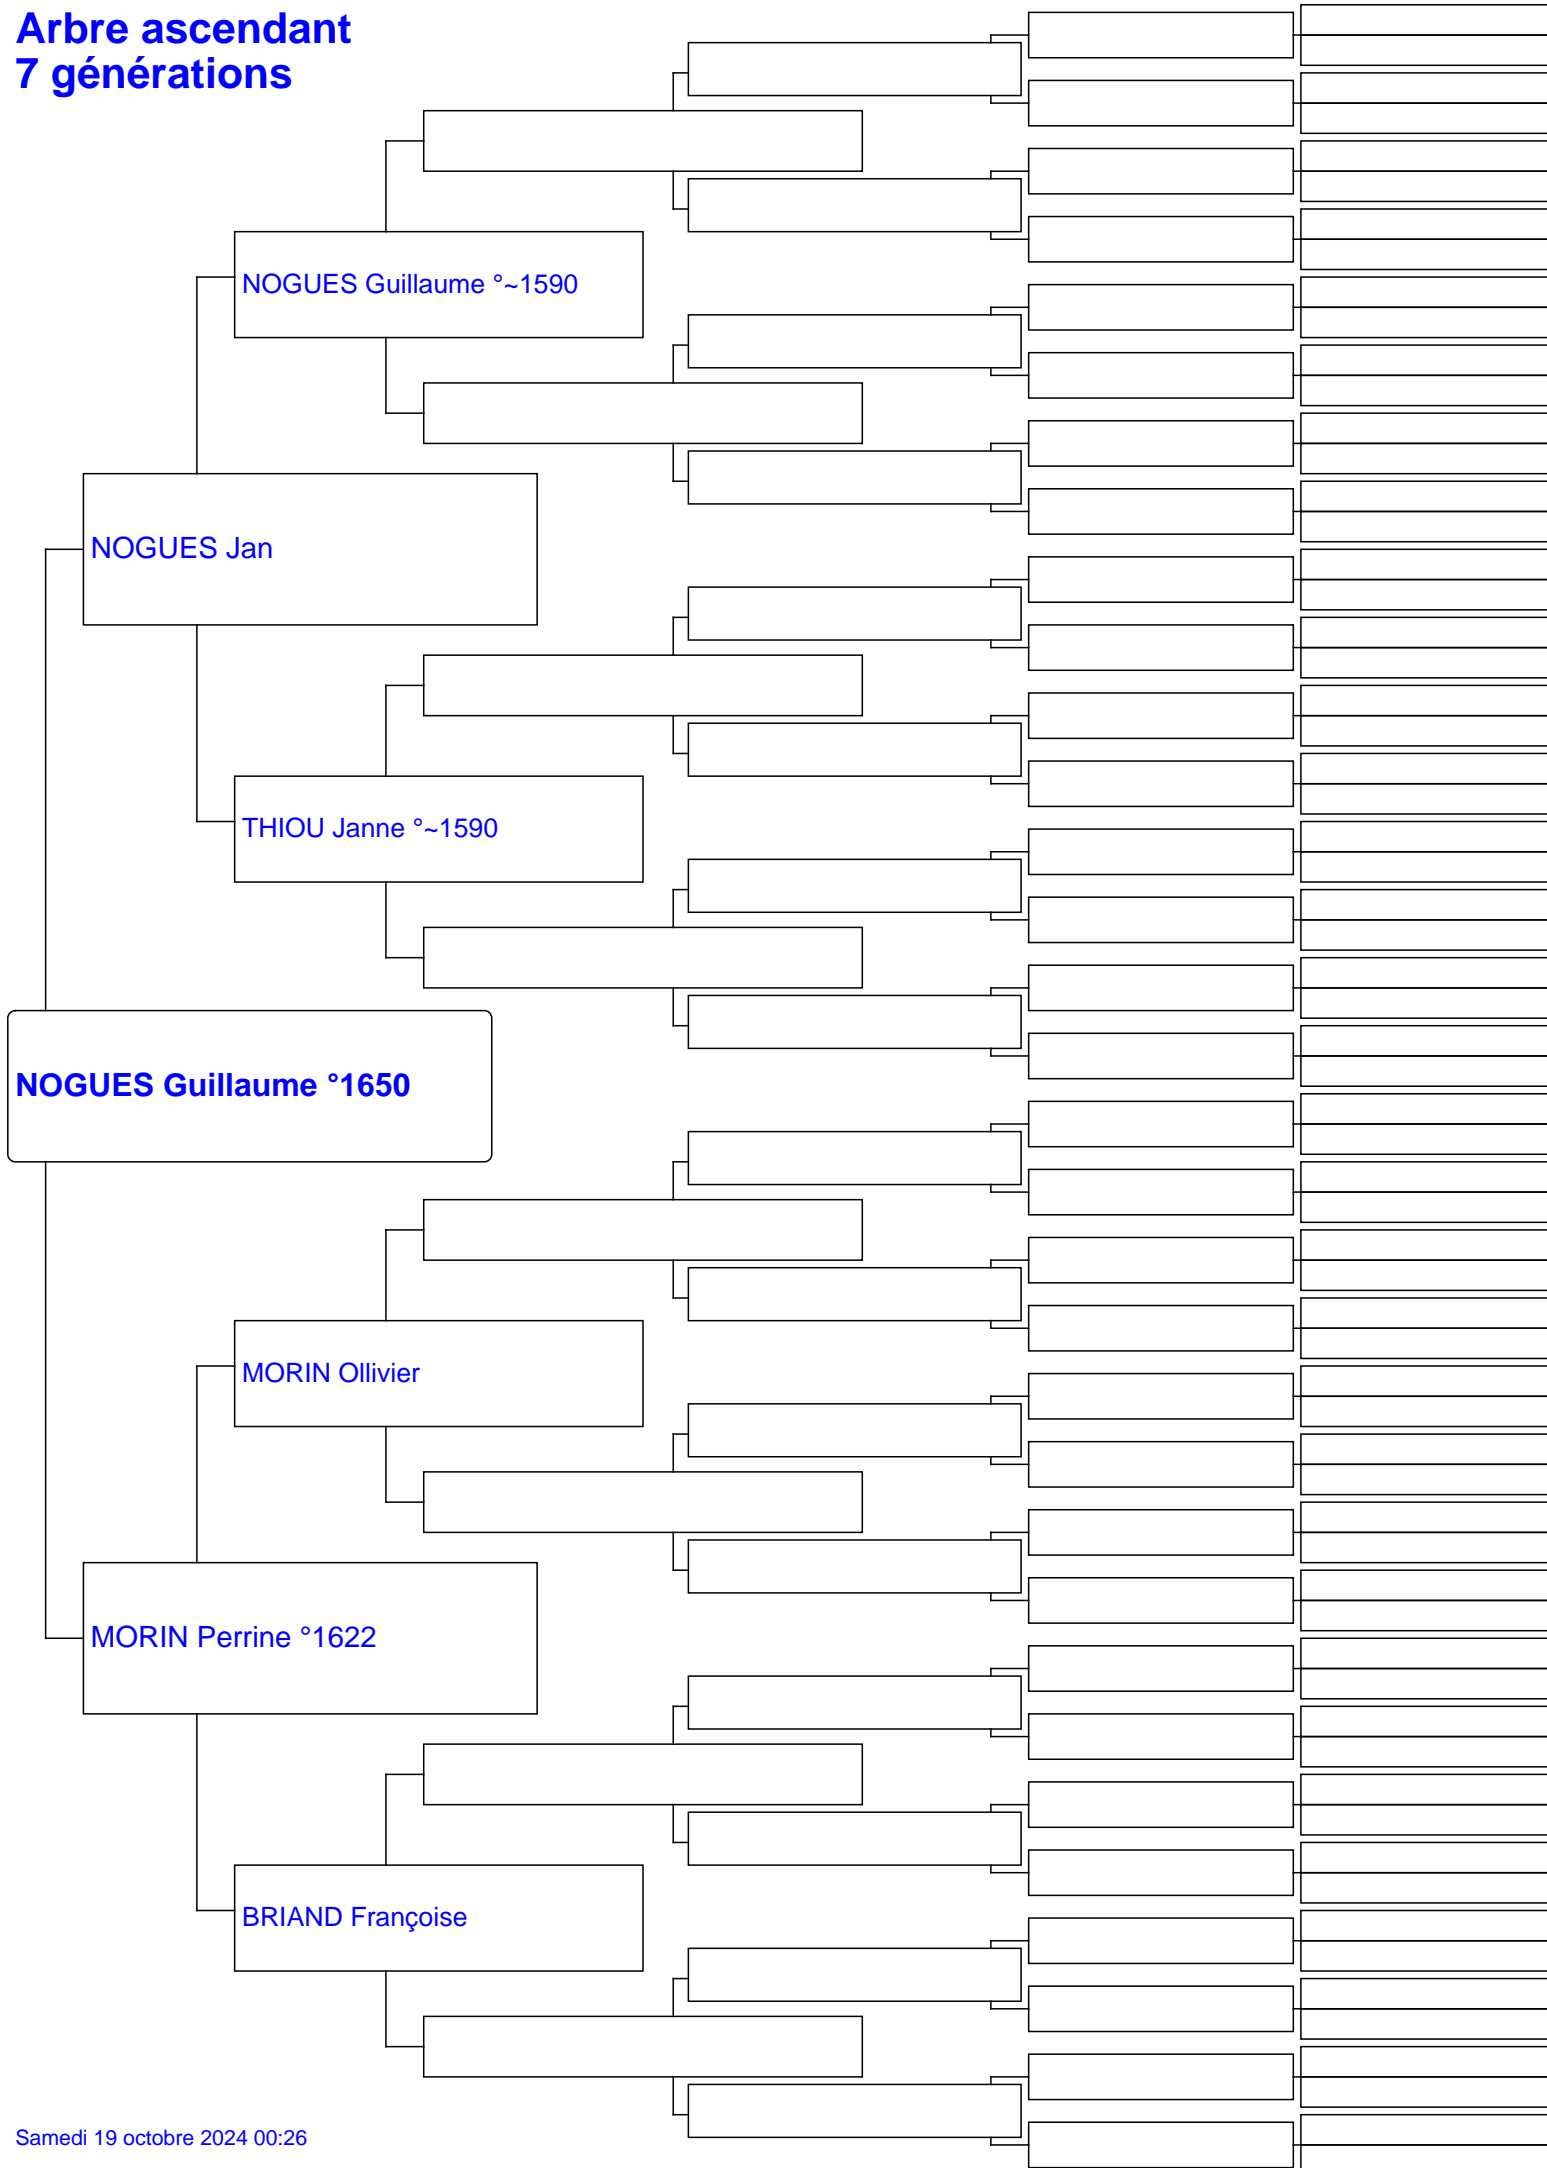 Arbre ascendant
7 générations
NOGUES Guillaume °~1590
NOGUES Jan
THIOU Janne °~1590
NOGUES Guillaume °1650
MORIN Ollivier
MORIN Perrine °1622
BRIAND Françoise
Samedi 19 octobre 2024 00:26